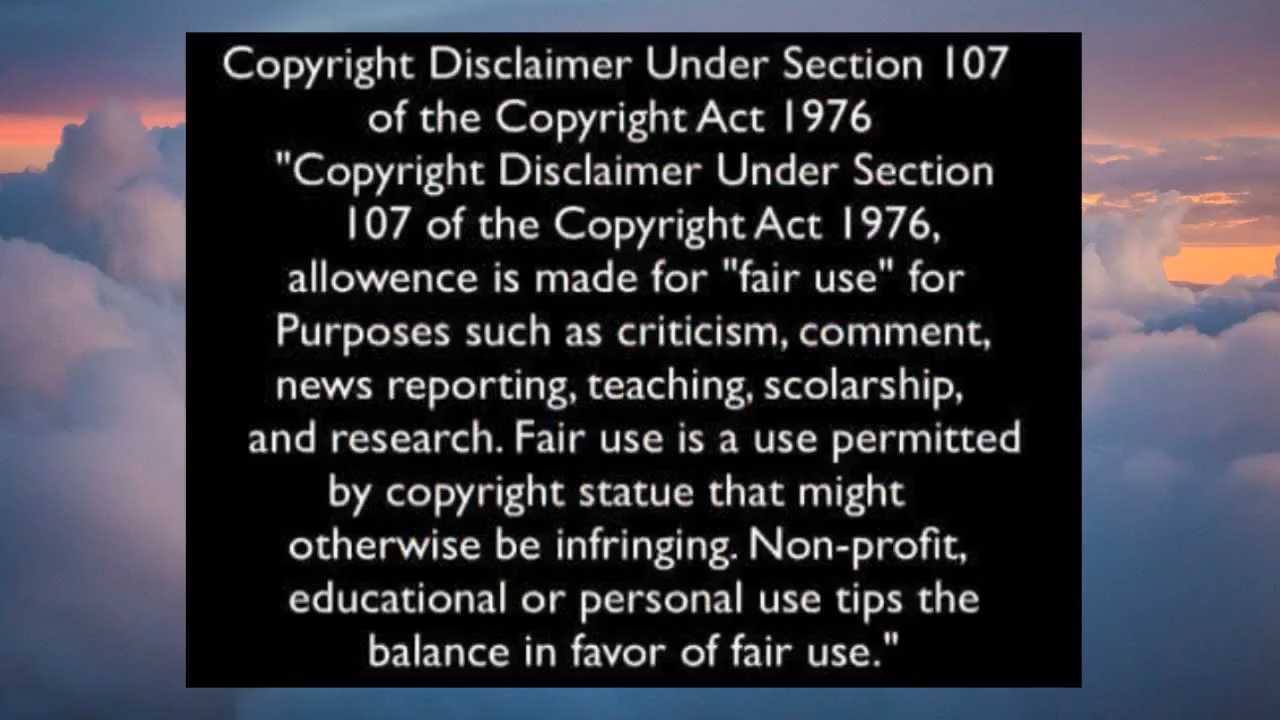 Copyright Disclaimer Under Section 107
of the Copyright Act 1976
"Copyright Disclaimer Under Section
107 of the Copyright Act 1976,
allowence is made for "fair use" for
Purposes such as criticism, comment,
news reporting, teaching, scolarship,
and research. Fair use is a use permitted
by copyright statue that might
otherwise be infringing. Non-profit,
educational or personal use tips the
balance in favor of fair use."